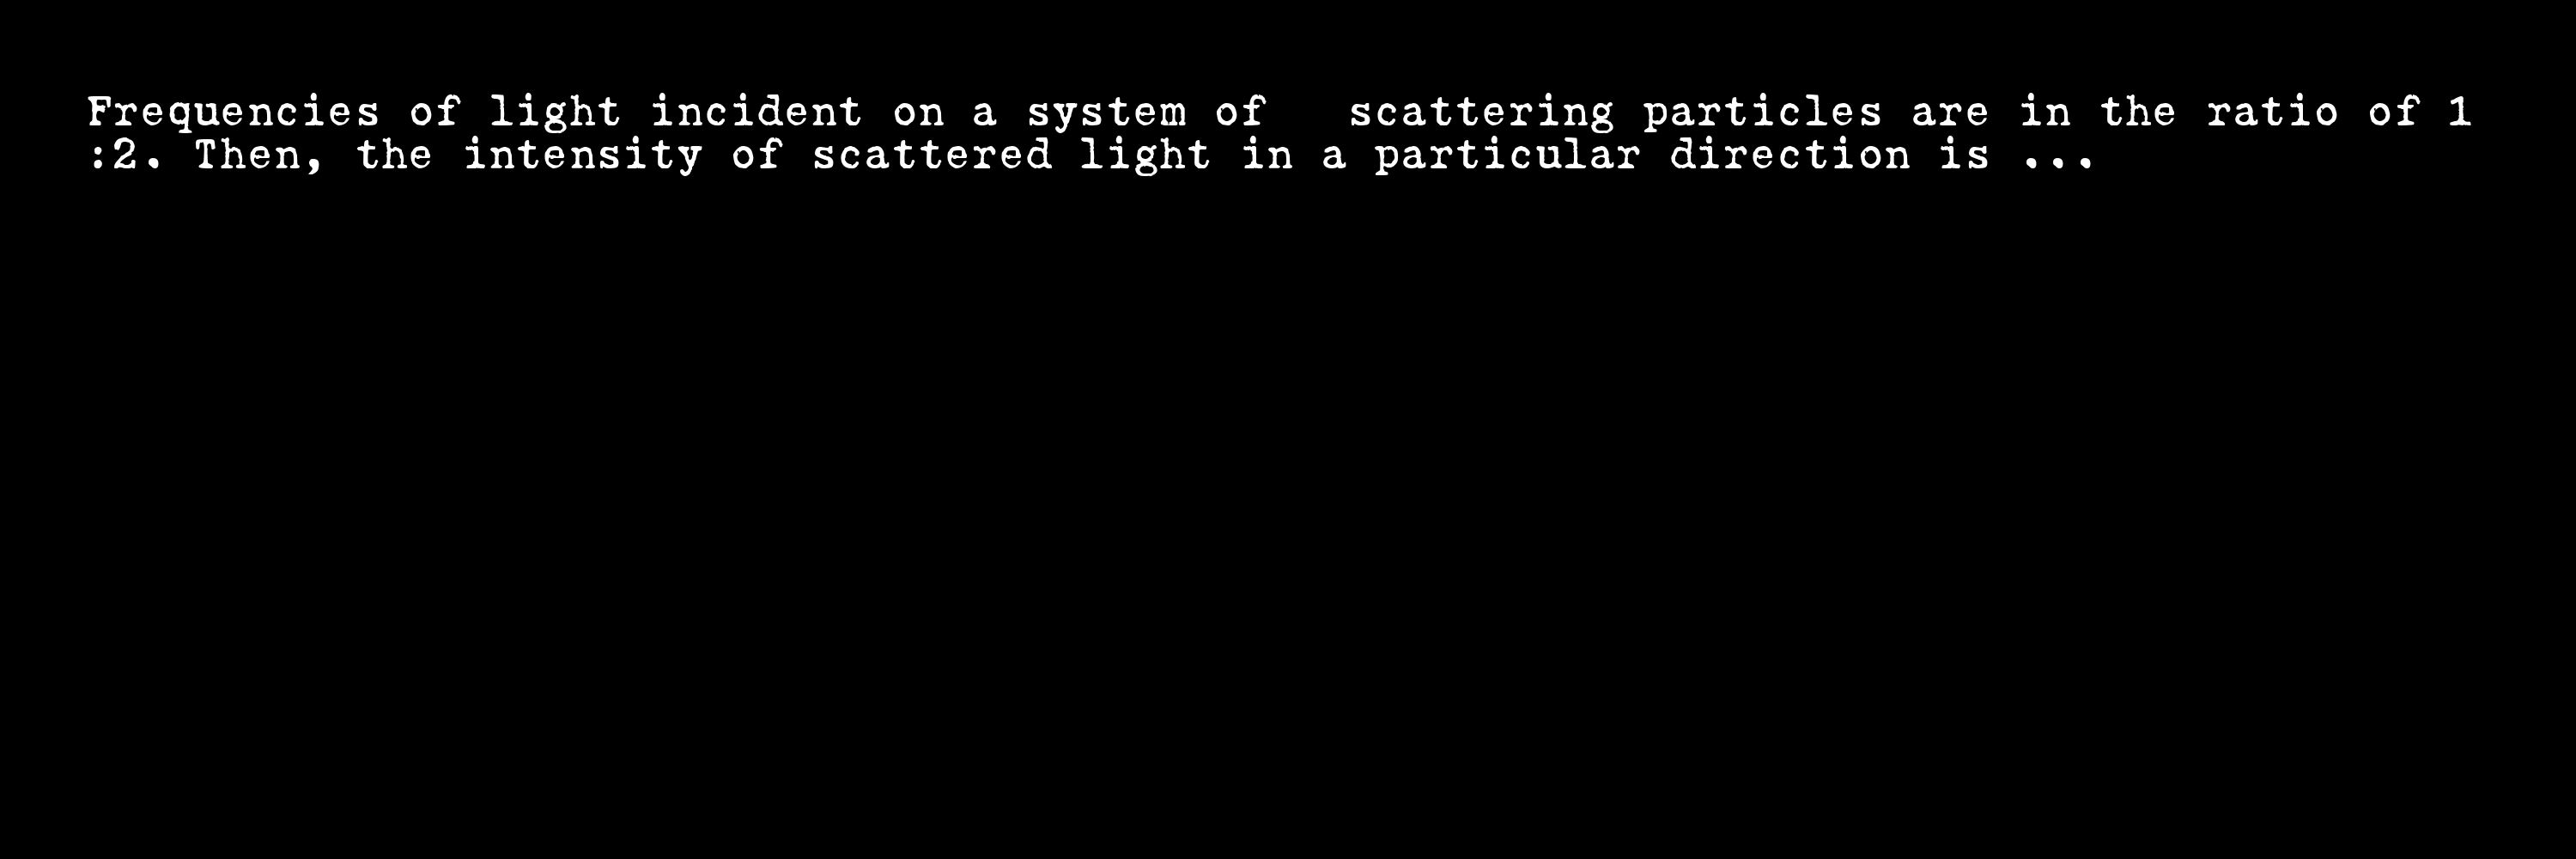 Frequencies of light incident on a system of   scattering particles are in the ratio of 1
:2. Then, the intensity of scattered light in a particular direction is ...